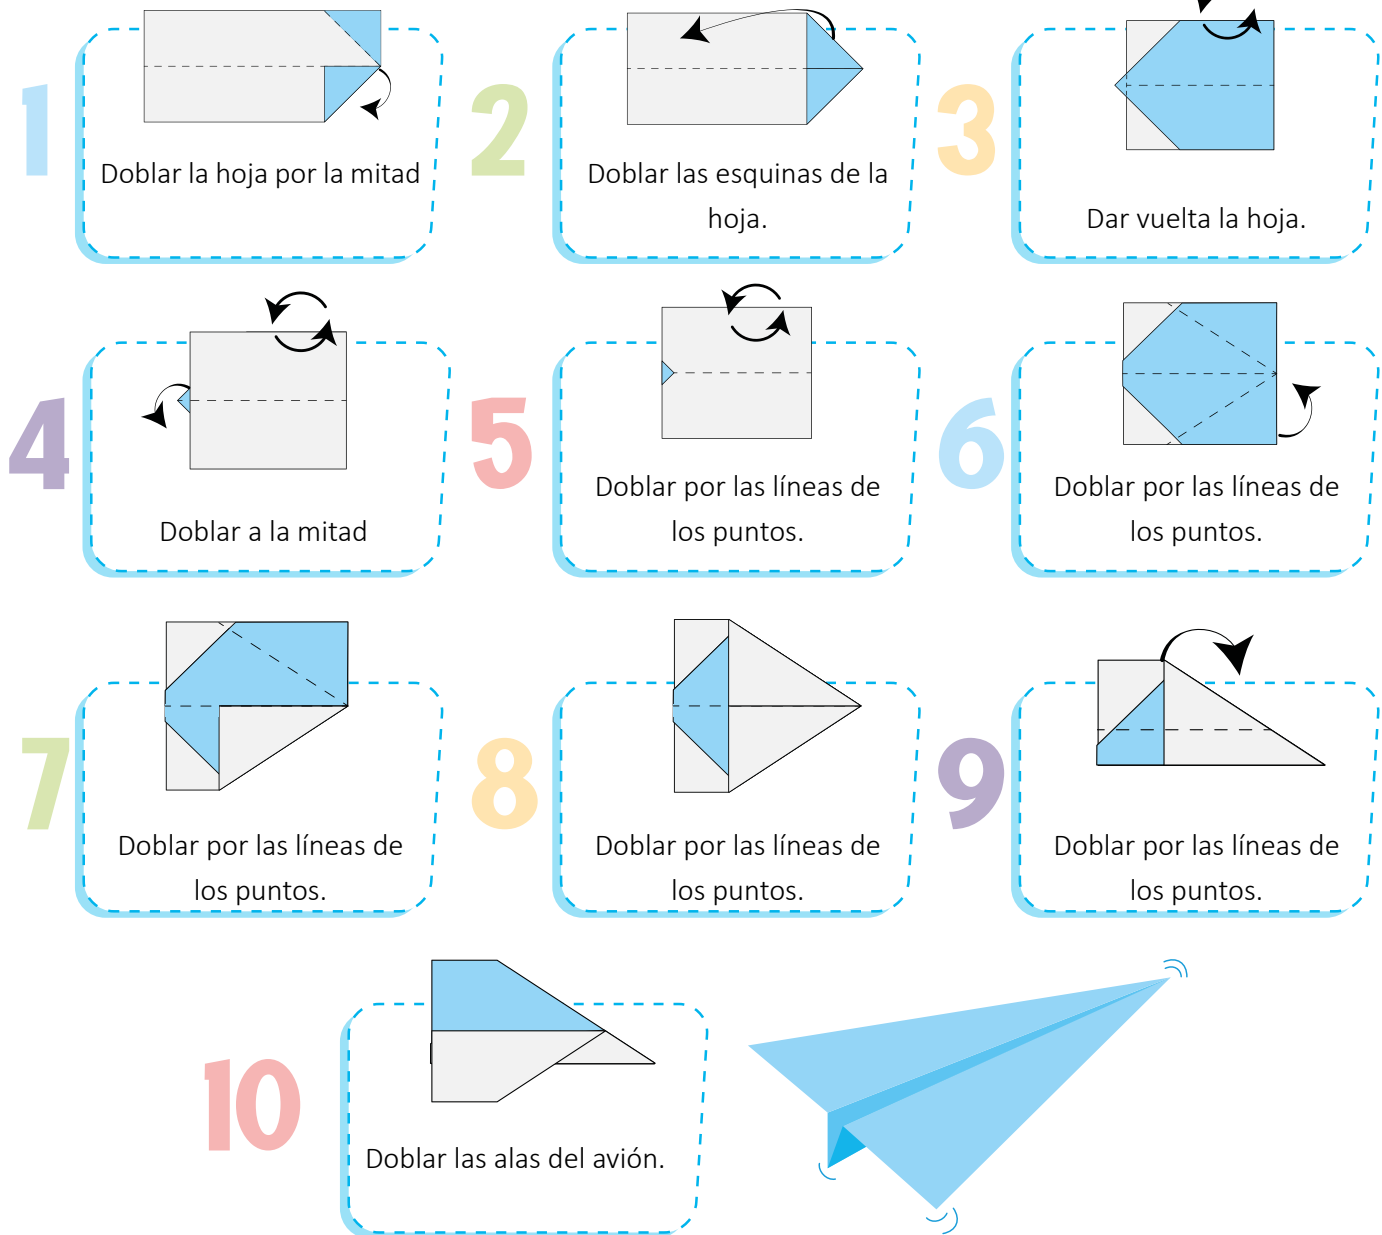 1
Doblar la hoja por la mitad
2
Doblar las esquinas de la
hoja.
3
Dar vuelta la hoja.
4
Doblar a la mitad
5
Doblar por las líneas de
los puntos.
6
Doblar por las líneas de
los puntos.
7
Doblar por las líneas de
los puntos.
8
Doblar por las líneas de
los puntos.
9
Doblar por las líneas de
los puntos.
10
Doblar las alas del avión.